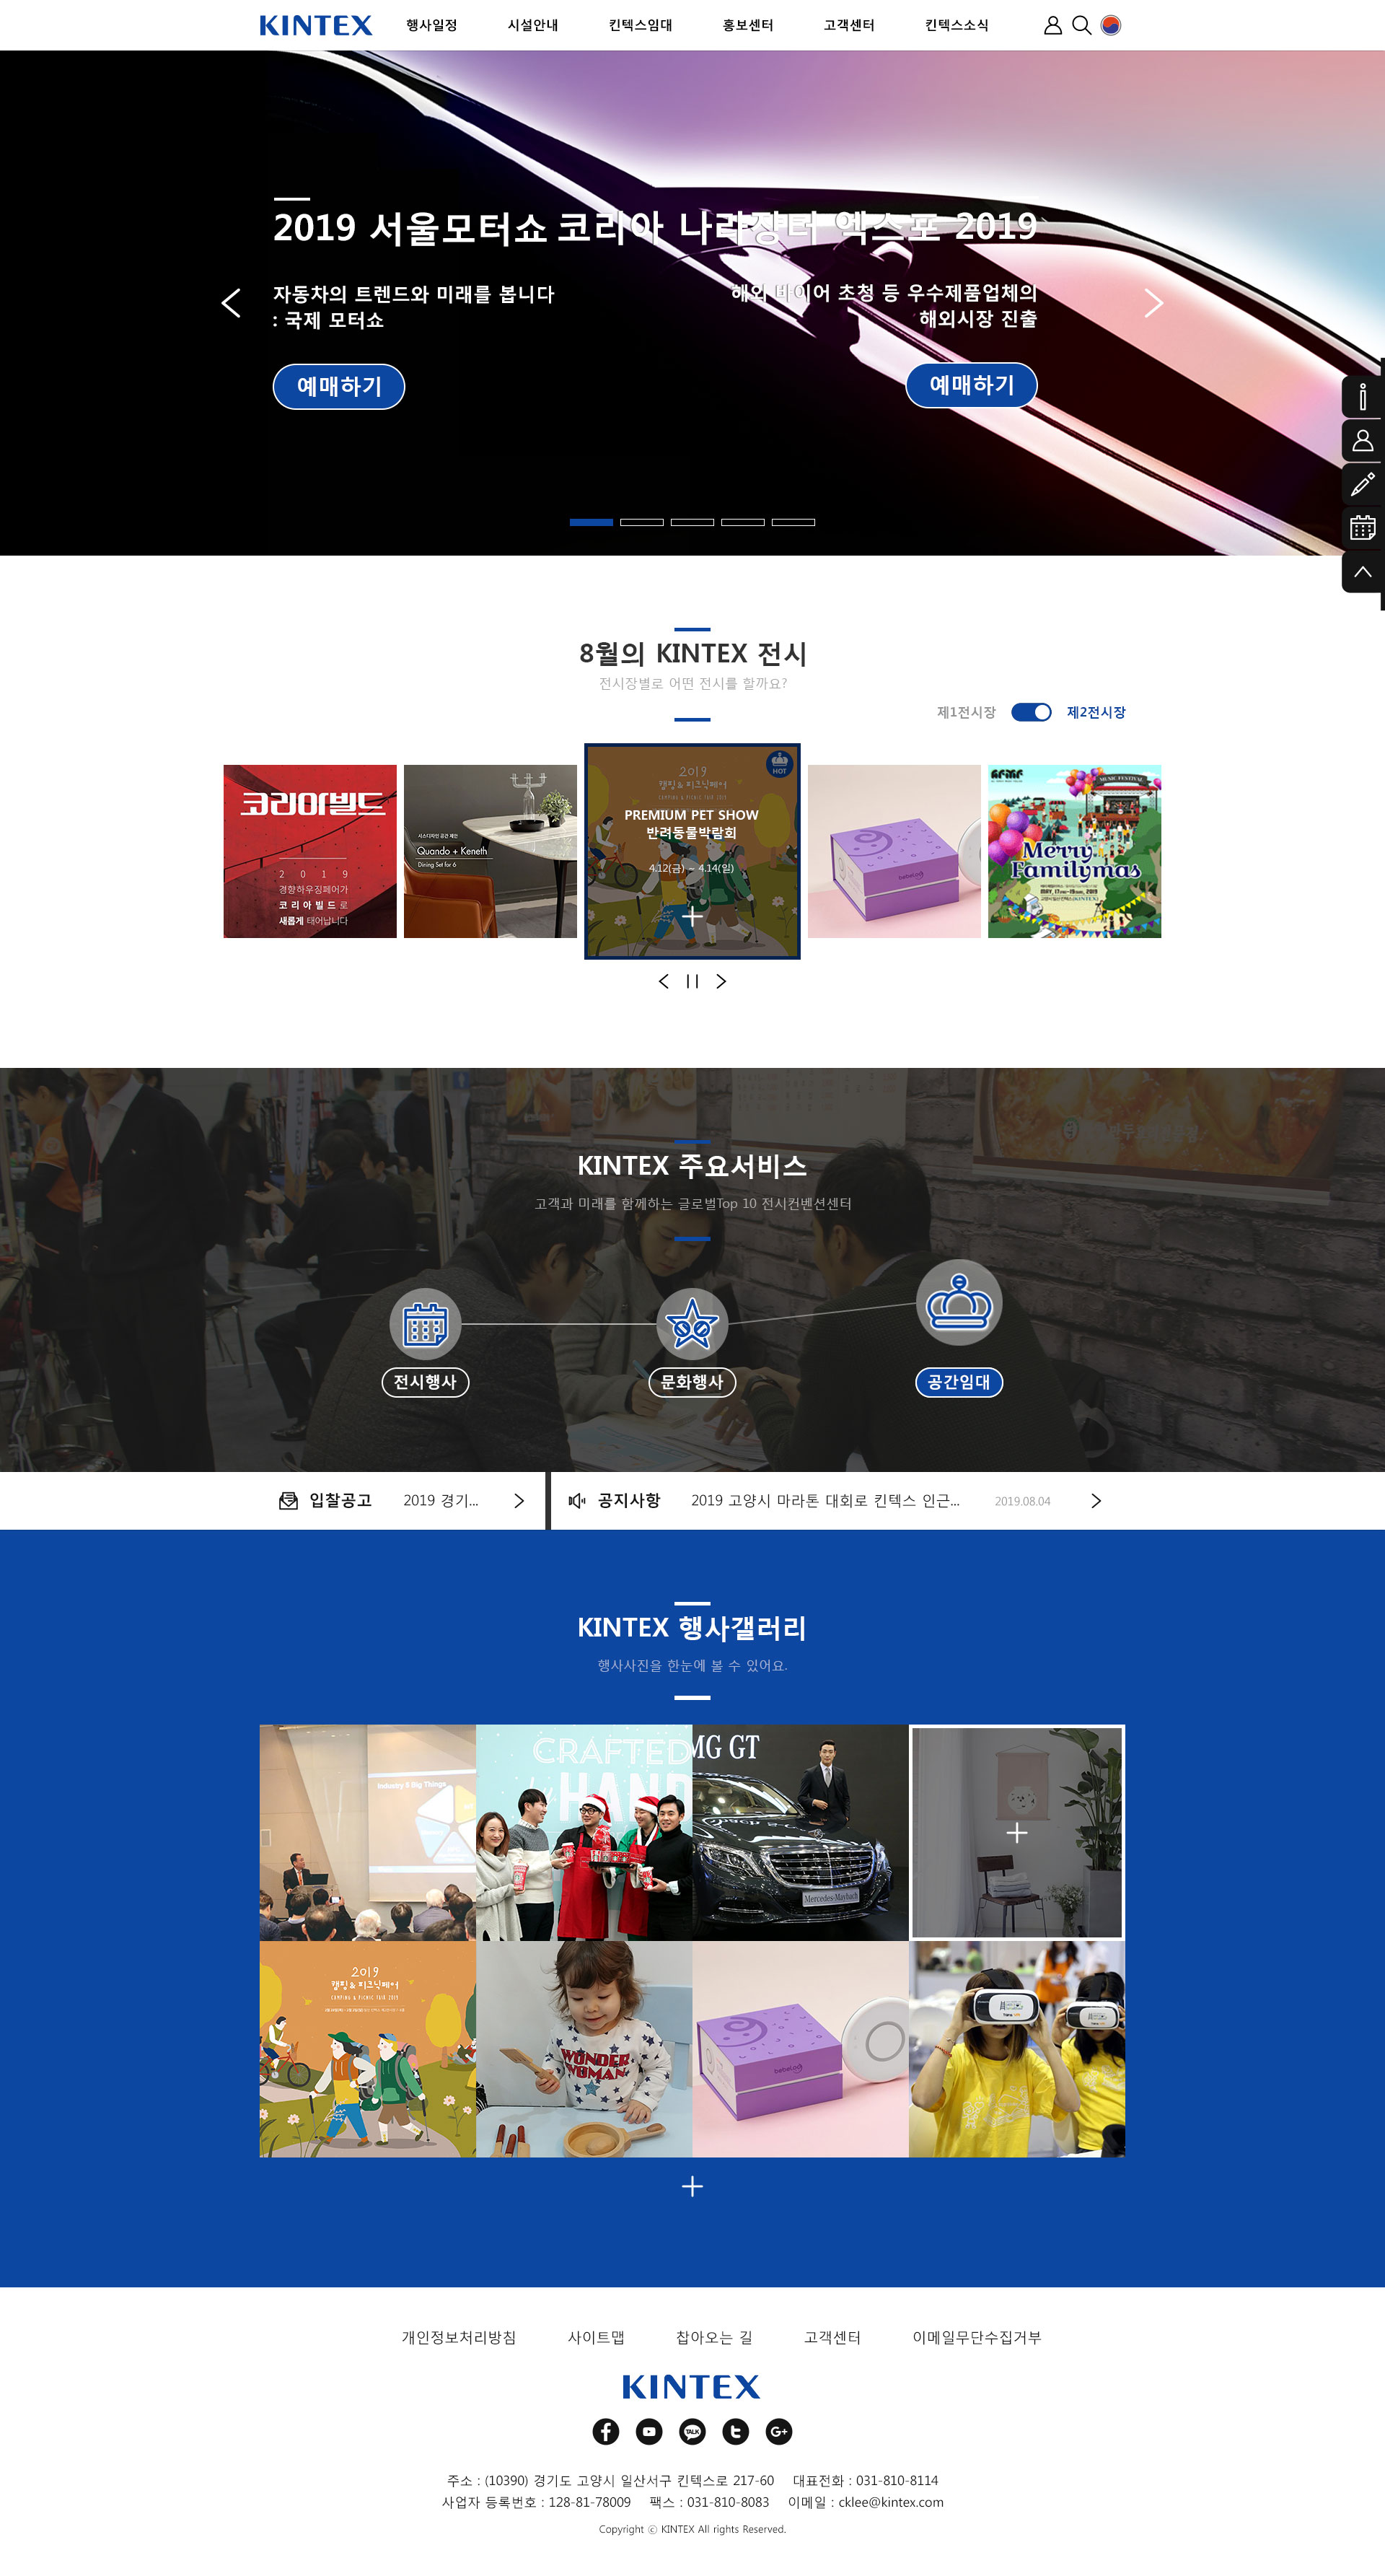 KINTEX 행사일정 시설안내 킨텍스임대 홍보센터 고객센터 킨텍스소식
2019 서울모터쇼 코리아 나라장터 엑스포 2019
자동차의 트렌드와 미래를 봅니다
: 국제 모터쇼
해외 바이어 초청 등 우수제품업체의
해외시장 진출
예매하기
예매하기
8월의 KINTEX 전시
전시장별로 어떤 전시를 할까요?
제1전시장 제2전시장
코리아빌드
2 0 1 9
경향하우징페어가
코리아빌드로
새롭게 태어납니다
Quando + Keneth
Dining Set for 6
HOT
2019
캠핑&피크닉페어
CAMPING & PICNIC FAIR 2019
PREMIUM PET SHOW
반려동물박람회
4.12(금) ~ 4.14(일)
MUSIC FESTIVAL
Merry
Familymas
KINTEX 주요서비스
고객과 미래를 함께하는 글로벌Top 10 전시컨벤션센터
전시행사
문화행사
공간임대
입찰공고 2019 경기...
공지사항 2019 고양시 마라톤 대회로 킨텍스 인근... 2019.08.04
KINTEX 행사갤러리
행사사진을 한눈에 볼 수 있어요.
Industry 5 Big Things
CRAFTED
HAND
MG GT
Mercedes-Maybach
2019
캠핑&피크닉페어
CAMPING & PICNIC FAIR 2019
WONDER
WOMAN
개인정보처리방침 사이트맵 찹아오는 길 고객센터 이메일무단수집거부
KINTEX
TALK
G+
주소 : (10390) 경기도 고양시 일산서구 킨텍스로 217-60 대표전화 : 031-810-8114
사업자 등록번호 : 128-81-78009 팩스 : 031-810-8083 이메일 : cklee@kintex.com
Copyright ⓒ KINTEX All rights Reserved.